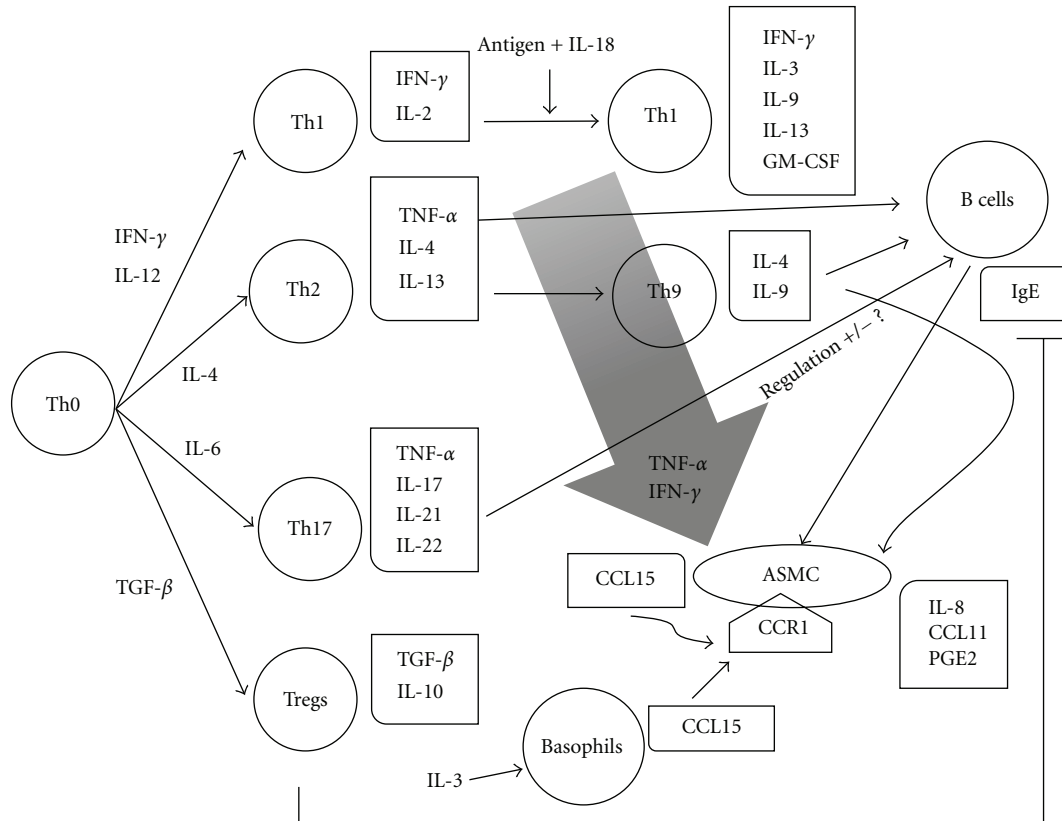 Antigen + IL-18
Th1
IFN-γ
IL-2
Th1
IFN-γ
IL-3
IL-9
IL-13
GM-CSF
B cells
IgE
IFN-γ
IL-12
Th2
TNF-α
IL-4
IL-13
Th9
IL-4
IL-9
Regulation +/− ?
Th0
IL-4
IL-6
TGF-β
Th17
TNF-α
IL-17
IL-21
IL-22
TNF-α
IFN-γ
CCL15
ASMC
CCR1
IL-8
CCL11
PGE2
Tregs
TGF-β
IL-10
Basophils
CCL15
IL-3